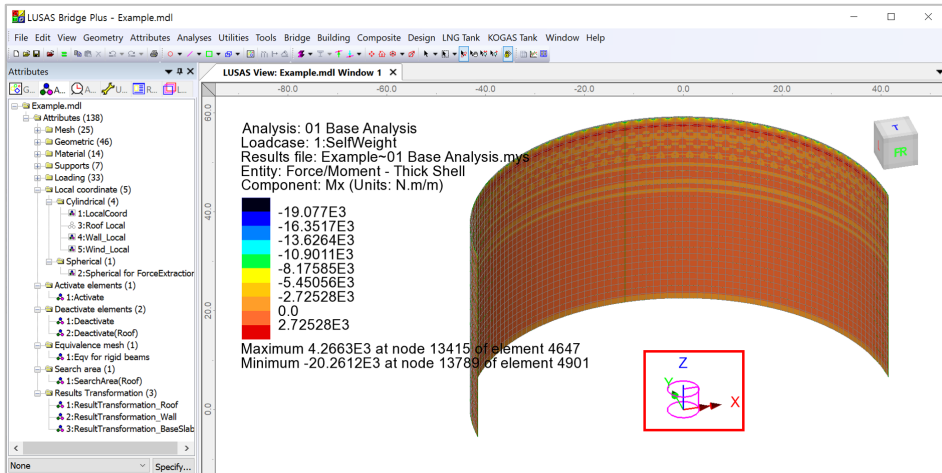 LUSAS Bridge Plus - Example.mdl
File Edit View Geometry Attributes Analyses Utilities Tools Bridge Building Composite Design LNG Tank KOGAS Tank Window Help
Attributes
G... A... A... U... R... L...
Example.mdl
Attributes (138)
Mesh (25)
Geometric (46)
Material (14)
Supports (7)
Loading (33)
Local coordinate (5)
Cylindrical (4)
1:LocalCoord
3:Roof Local
4:Wall_Local
5:Wind_Local
Spherical (1)
2:Spherical for ForceExtraction
Activate elements (1)
1:Activate
Deactivate elements (2)
1:Deactivate
2:Deactivate(Roof)
Equivalence mesh (1)
1:Eqv for rigid beams
Search area (1)
1:SearchArea(Roof)
Results Transformation (3)
1:ResultTransformation_Roof
2:ResultTransformation_Wall
3:ResultTransformation_BaseSlab
None
Specify...
LUSAS View: Example.mdl Window 1 X
-80.0 -60.0 -40.0 -20.0 0.0 20.0 40.0
60.0
40.0
20.0
0.0
Analysis: 01 Base Analysis
Loadcase: 1:SelfWeight
Results file: Example~01 Base Analysis.mys
Entity: Force/Moment - Thick Shell
Component: Mx (Units: N.m/m)
-19.077E3
-16.3517E3
-13.6264E3
-10.9011E3
-8.17585E3
-5.45056E3
-2.72528E3
0.0
2.72528E3
Maximum 4.2663E3 at node 13415 of element 4647
Minimum -20.2612E3 at node 13789 of element 4901
Z
Y
X
T
FR